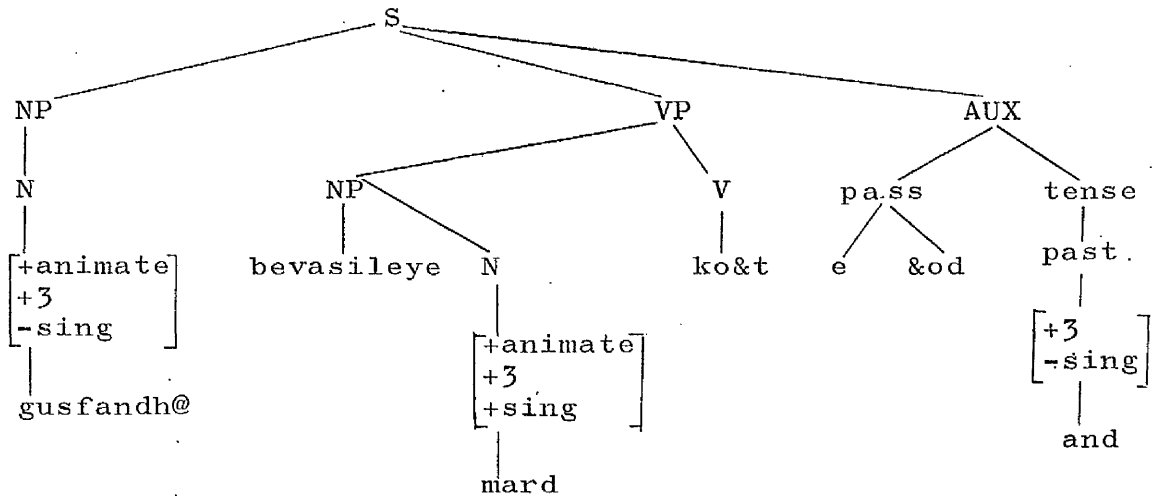 S
NP VP AUX
N NP V pass tense
[+animate bevasileye N ko&t e &od past
+3
-sing]
[+animate
+3
+sing]
[+3
-sing]
gusfandh@
and
mard